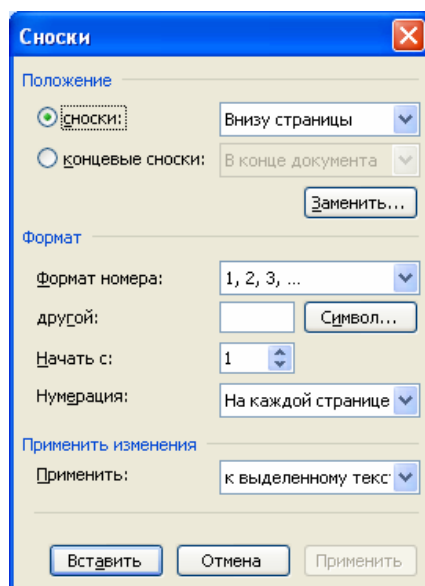 Сноски
Положение
сноски: Внизу страницы
концевые сноски: В конце документа
Заменить...
Формат
Формат номера: 1, 2, 3, ...
другой: Символ...
Начать с: 1
Нумерация: На каждой странице
Применить изменения
Применить: к выделенному текс
Вставить Отмена Применить